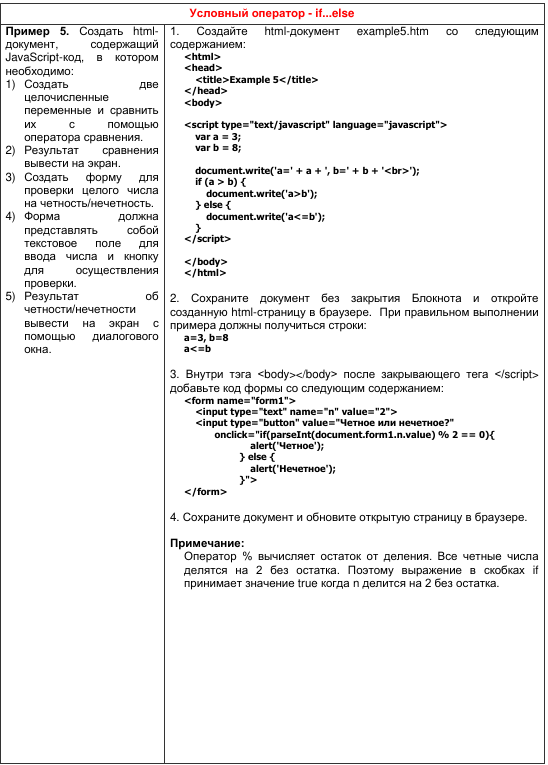 Условный оператор - if...else
Пример 5. Создать html-
документ, содержащий
JavaScript-код, в котором
необходимо:
1) Создать две
целочисленные
переменные и сравнить
их с помощью
оператора сравнения.
2) Результат сравнения
вывести на экран.
3) Создать форму для
проверки целого числа
на четность/нечетность.
4) Форма должна
представлять собой
текстовое поле для
ввода числа и кнопку
для осуществления
проверки.
5) Результат об
четности/нечетности
вывести на экран с
помощью диалогового
окна.
1. Создайте html-документ example5.htm со следующим
содержанием:
<html>
<head>
<title>Example 5</title>
</head>
<body>
<script type="text/javascript" language="javascript">
var a = 3;
var b = 8;
document.write('a=' + a + ', b=' + b + '<br>');
if (a > b) {
document.write('a>b');
} else {
document.write('a<=b');
}
</script>
</body>
</html>
2. Сохраните документ без закрытия Блокнота и откройте
созданную html-страницу в браузере. При правильном выполнении
примера должны получиться строки:
a=3, b=8
a<=b
3. Внутри тэга <body></body> после закрывающего тега </script>
добавьте код формы со следующим содержанием:
<form name="form1">
<input type="text" name="n" value="2">
<input type="button" value="Четное или нечетное?"
onclick="if(parseInt(document.form1.n.value) % 2 == 0){
alert('Четное');
} else {
alert('Нечетное');
}">
</form>
4. Сохраните документ и обновите открытую страницу в браузере.
Примечание:
Оператор % вычисляет остаток от деления. Все четные числа
делятся на 2 без остатка. Поэтому выражение в скобках if
принимает значение true когда n делится на 2 без остатка.